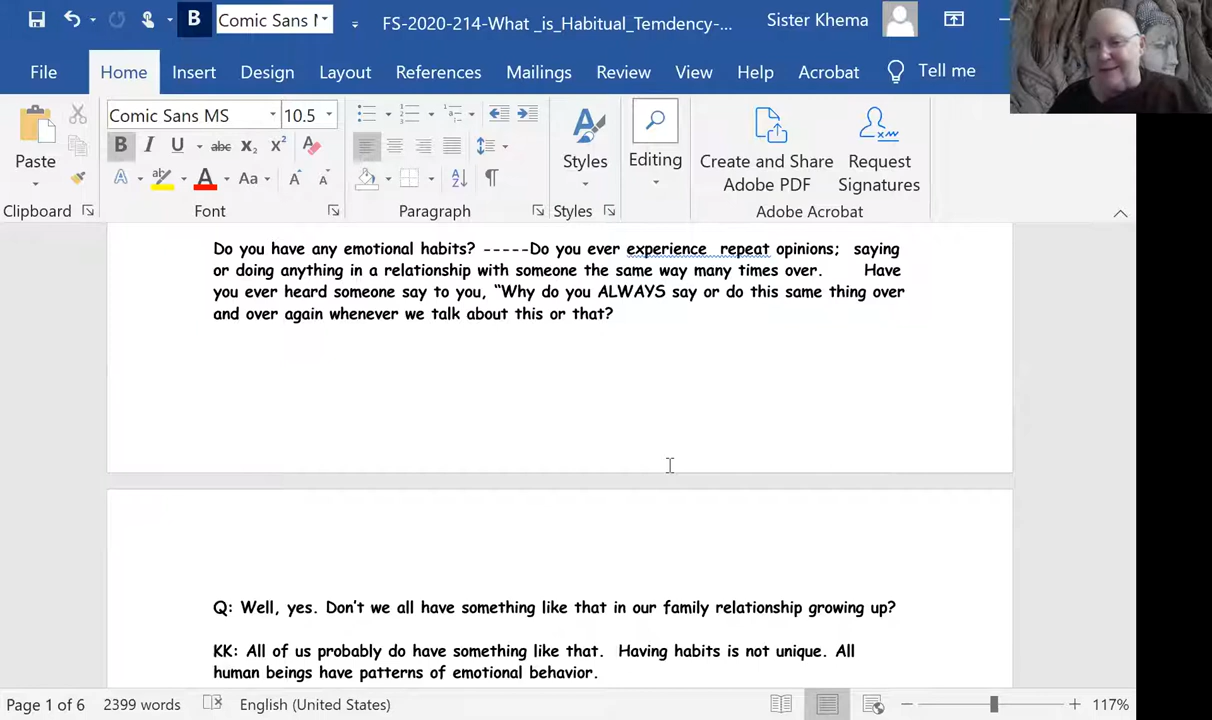 Comic Sans M
FS-2020-214-What _is_Habitual_Temdency-...
Sister Khema
File Home Insert Design Layout References Mailings Review View Help Acrobat Tell me
Comic Sans MS 10.5
B I U abc X2 X2
Aa A A
Paste
Styles
Editing
Create and Share
Adobe PDF
Request
Signatures
Clipboard Font Paragraph Styles Adobe Acrobat
Do you have any emotional habits? -----Do you ever experience repeat opinions; saying
or doing anything in a relationship with someone the same way many times over. Have
you ever heard someone say to you, “Why do you ALWAYS say or do this same thing over
and over again whenever we talk about this or that?
Q: Well, yes. Don’t we all have something like that in our family relationship growing up?
KK: All of us probably do have something like that. Having habits is not unique. All
human beings have patterns of emotional behavior.
Page 1 of 6 2399 words English (United States) 117%